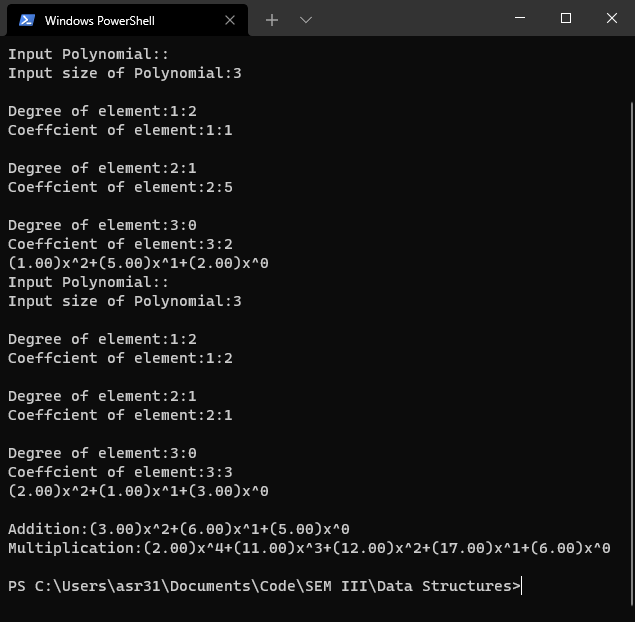 Windows PowerShell
Input Polynomial::
Input size of Polynomial:3
Degree of element:1:2
Coeffcient of element:1:1
Degree of element:2:1
Coeffcient of element:2:5
Degree of element:3:0
Coeffcient of element:3:2
(1.00)x^2+(5.00)x^1+(2.00)x^0
Input Polynomial::
Input size of Polynomial:3
Degree of element:1:2
Coeffcient of element:1:2
Degree of element:2:1
Coeffcient of element:2:1
Degree of element:3:0
Coeffcient of element:3:3
(2.00)x^2+(1.00)x^1+(3.00)x^0
Addition:(3.00)x^2+(6.00)x^1+(5.00)x^0
Multiplication:(2.00)x^4+(11.00)x^3+(12.00)x^2+(17.00)x^1+(6.00)x^0
PS C:\Users\asr31\Documents\Code\SEM III\Data Structures>